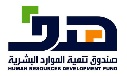 هدف
صندوق تنمية الموارد البشرية
HUMAN RESOURCES DEVELOPMENT FUND